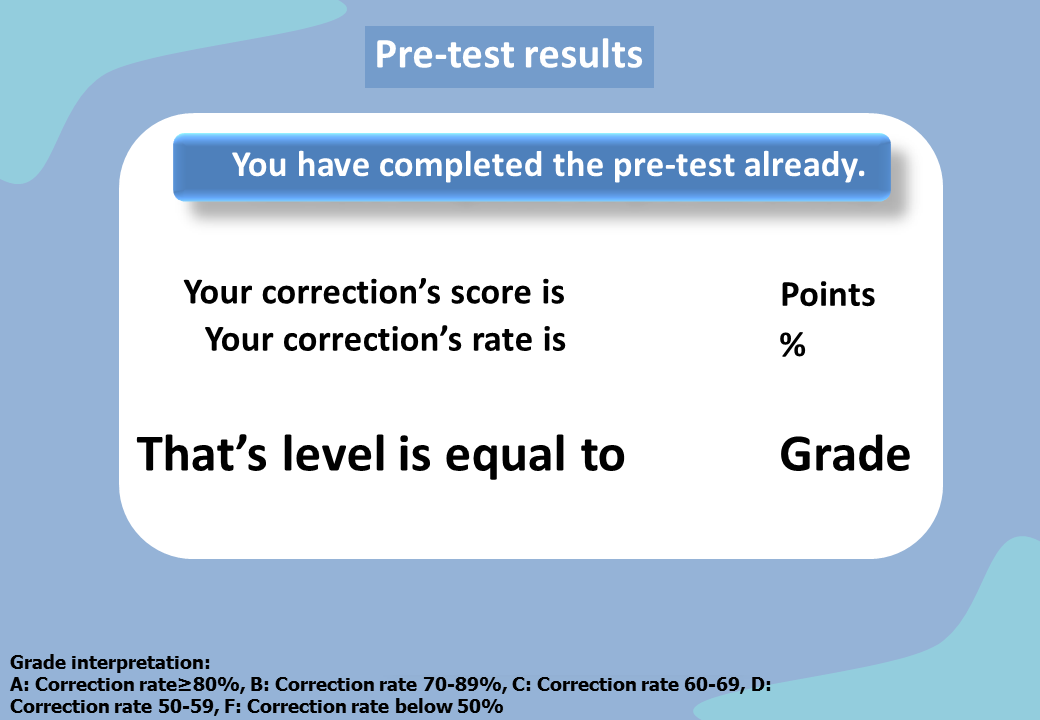 Pre-test results
You have completed the pre-test already.
Your correction’s score is Points
Your correction’s rate is %
That’s level is equal to Grade
Grade interpretation:
A: Correction rate≥80%, B: Correction rate 70-89%, C: Correction rate 60-69, D:
Correction rate 50-59, F: Correction rate below 50%